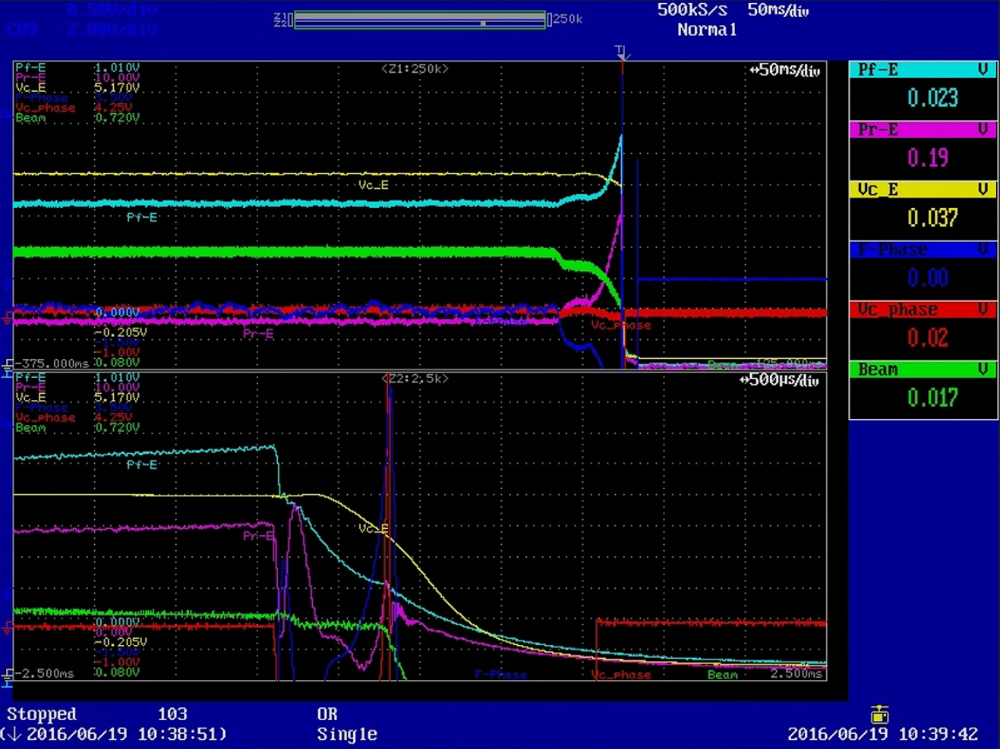 0.50V/div
CH9 2.00V/div
Z1
Z2
250k
500kS/s 50ms/div
Normal
T
Pf-E 1.010V
Pr-E 10.00V
Vc_E 5.170V
F-Phase 3.50V
Vc_phase 4.25V
Beam 0.720V
<Z1:250k>
↔50ms/div
Vc_E
Pf-E
Pr-E
F-Phase
Vc_phase
0.000V
-0.205V
-1.50V
-1.00V
0.080V
-375.000ms
Beam
125.000ms
Pf-E 1.010V
Pr-E 10.00V
Vc_E 5.170V
F-Phase 3.50V
Vc_phase 4.25V
Beam 0.720V
<Z2:2.5k>
↔500µs/div
Pf-E
Vc_E
Pr-E
0.000V
0.00V
-0.205V
-1.50V
-1.00V
0.080V
-2.500ms
F-Phase
Vc_phase
Beam
2.500ms
Pf-E V
0.023
Pr-E V
0.19
Vc_E V
0.037
F-Phase V
0.00
Vc_phase V
0.02
Beam V
0.017
Stopped 103 OR
(↓ 2016/06/19 10:38:51) Single
2016/06/19 10:39:42